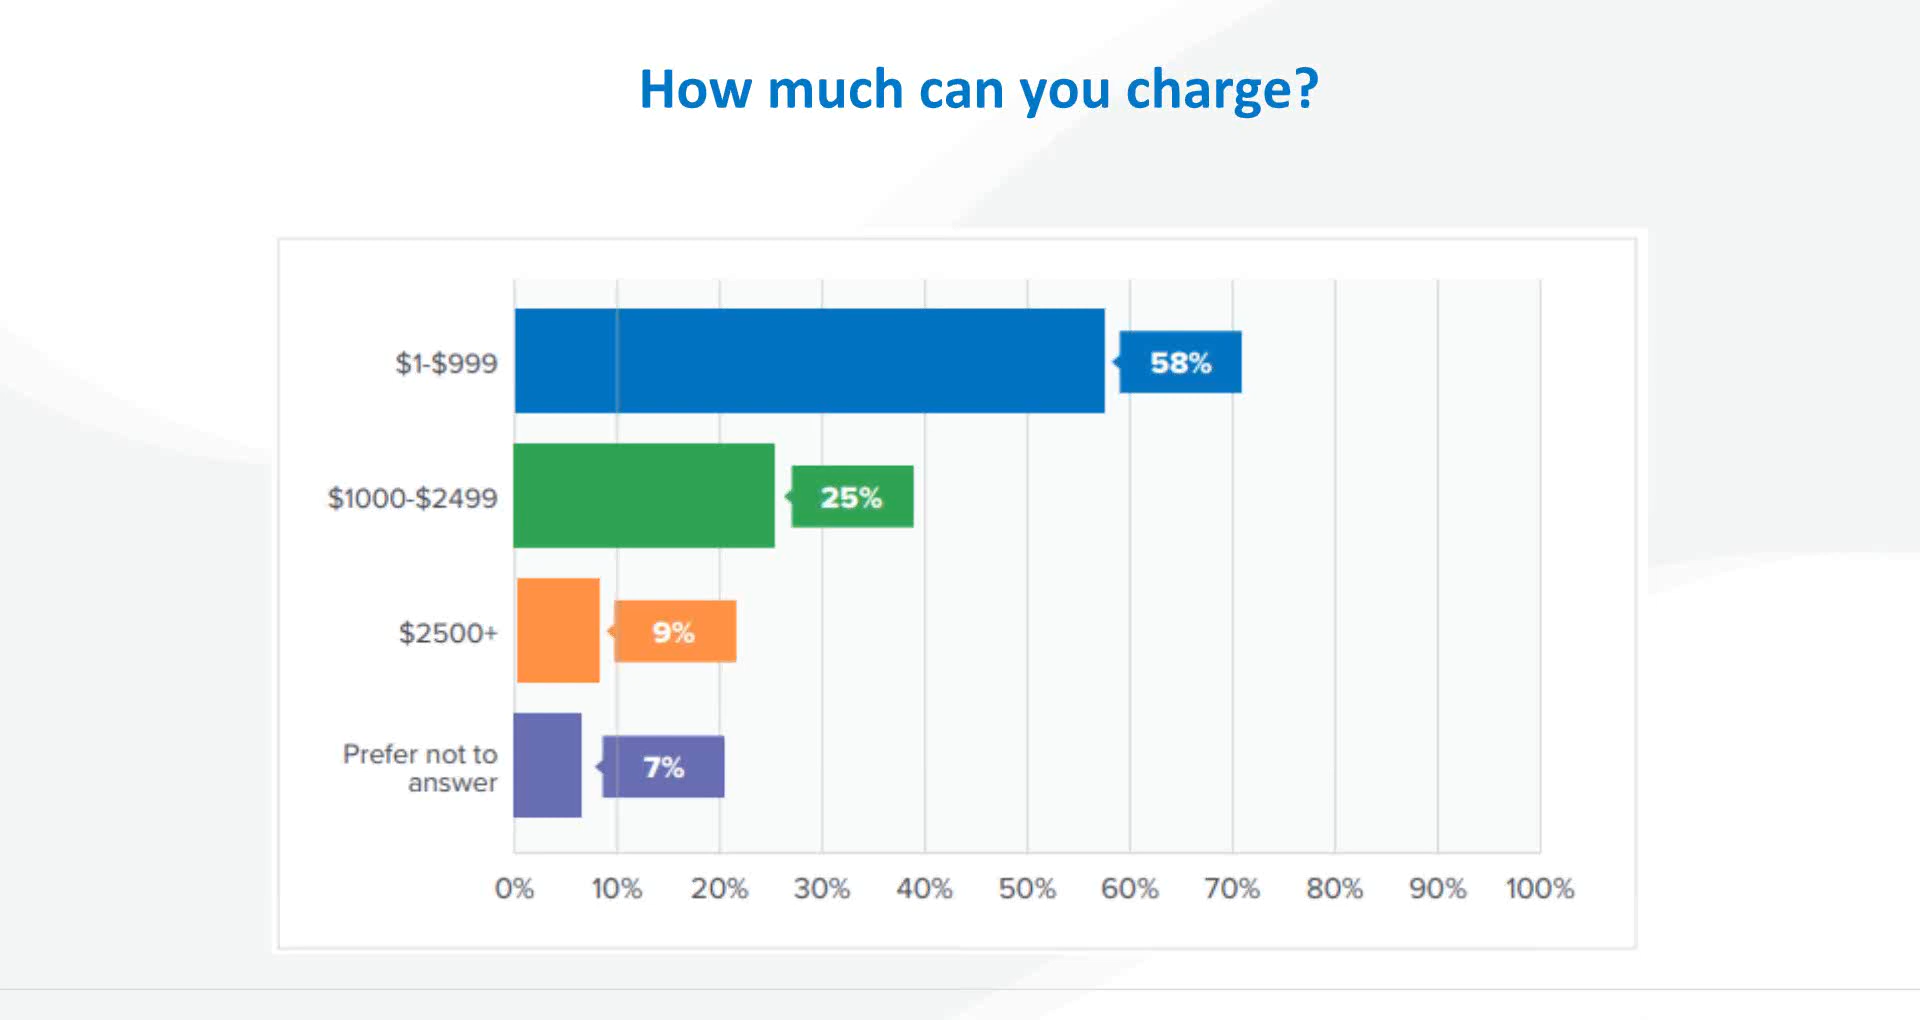 How much can you charge?
$1-$999
58%
$1000-$2499
25%
$2500+
9%
Prefer not to
answer
7%
0% 10% 20% 30% 40% 50% 60% 70% 80% 90% 100%